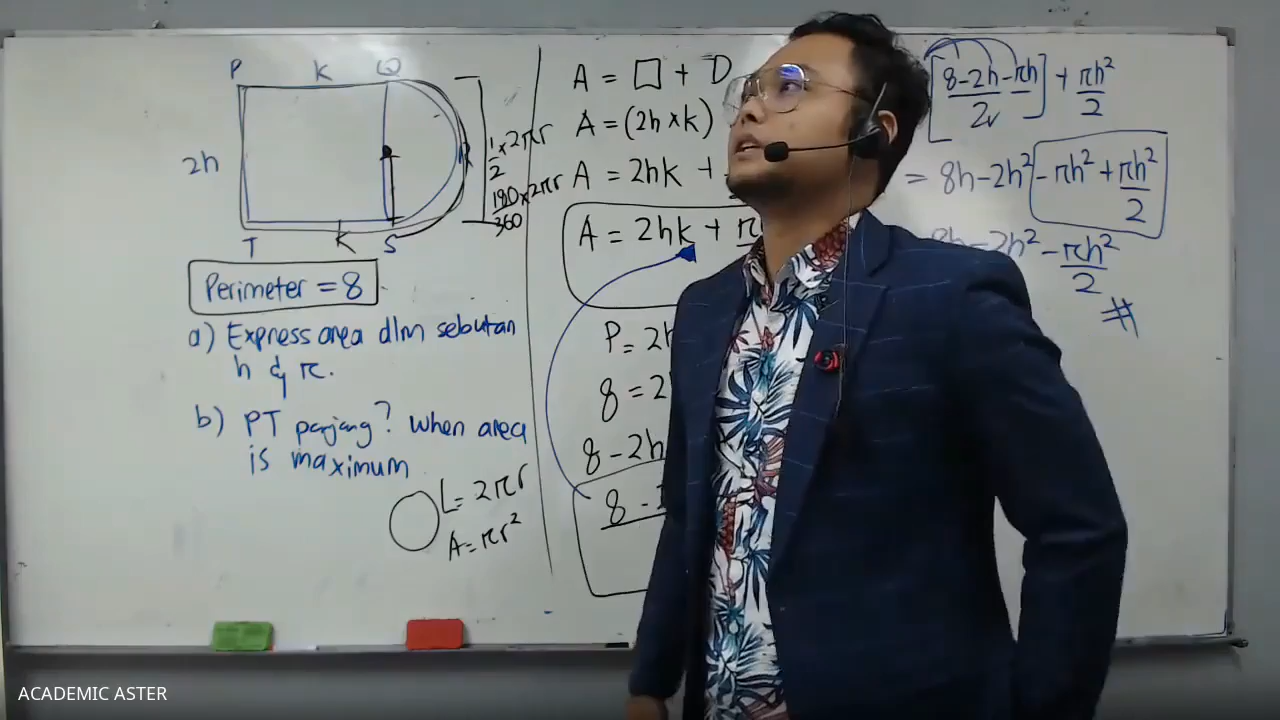 P K Q
2h
T K S
1/2 × 2πr
180/360 × 2πr
Perimeter = 8
a) Express area dlm sebutan
h & π.
b) PT panjang? When area
is maximum
L = 2πr
A = πr²
A = □ + D
A = (2h × k)
A = 2hk +
A = 2hk + π
P = 2h
8 = 2
8 - 2h
8 -
[8 - 2h - πh / 2] + πh²/2
= 8h - 2h² - πh² + πh²/2
8h - 2h² - πh²/2
#
ACADEMIC ASTER